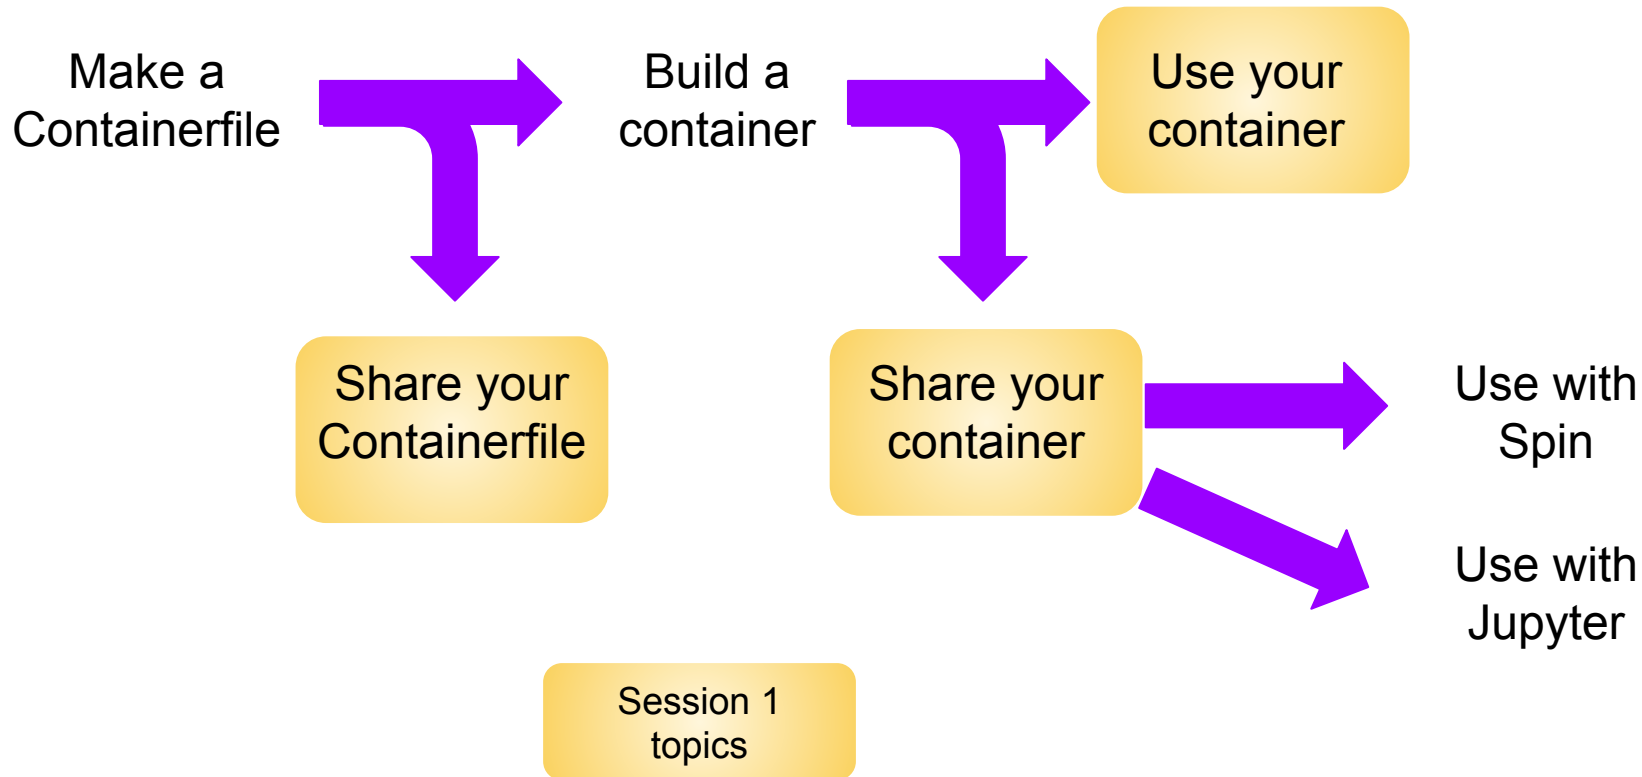 Make a
Containerfile
Build a
container
Use your
container
Share your
Containerfile
Share your
container
Use with
Spin
Use with
Jupyter
Session 1
topics